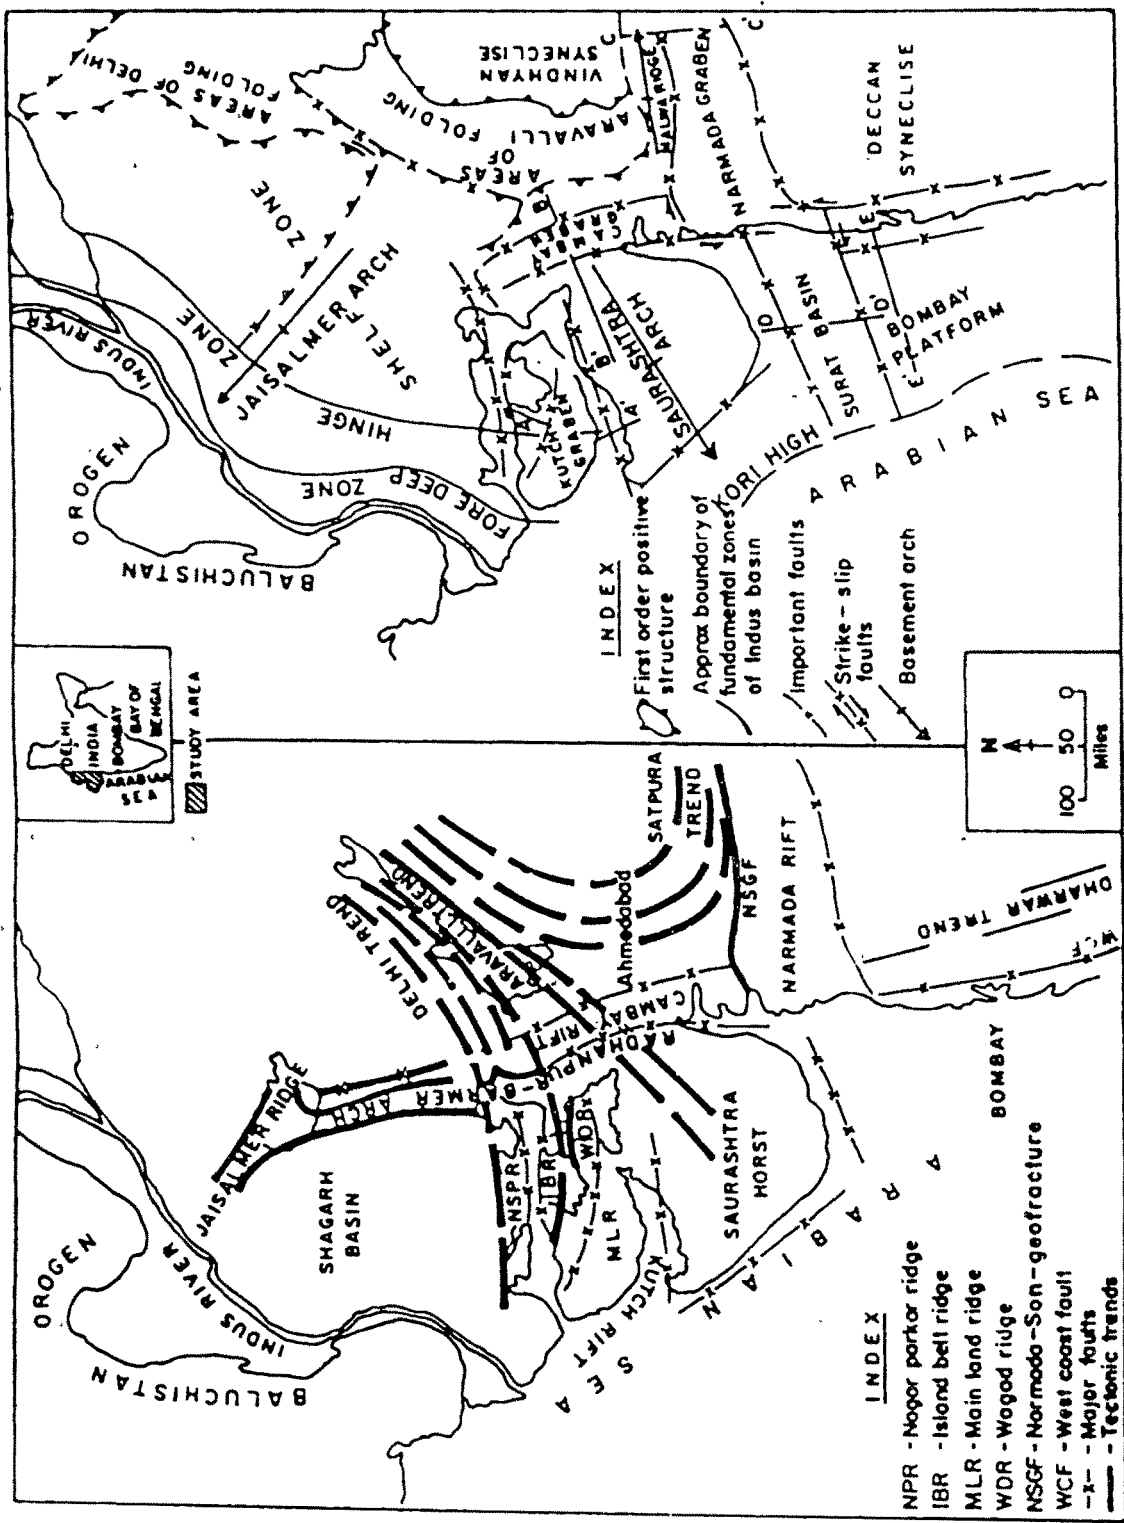 OROGEN
BALUCHISTAN
INDUS RIVER
JAISALMER RIDGE
SHAGARH
BASIN
ARCH
DELHI TREND
ARAVALLI TREND
NSPR
IBR
WDB
MLR
CAMBAY
RIFT
Ahmedabad
SATPURA
TREND
NSGF
NARMADA RIFT
KUTCH RIFT
SAURASHTRA
HORST
BOMBAY
DHARWAR TREND
WCF
ARABIAN
SEA
INDEX
NPR - Nagar parkar ridge
IBR - Island belt ridge
MLR - Main land ridge
WDR - Wagad ridge
NSGF - Narmada-Son-geofracture
WCF - West coast fault
-x- - Major faults
- Tectonic trends
DELHI
INDIA
BOMBAY
BAY OF
BENGAL
SEA
STUDY AREA
N
100 50 0
Miles
OROGEN
BALUCHISTAN
INDUS RIVER
FORE DEEP
ZONE
HINGE
ZONE
JAISALMER ARCH
SHELF
ZONE
AREAS OF DELHI
FOLDING
AREAS
OF
ARAVALLI
FOLDING
VINDHYAN
SYNECLISE
C
MALWA RIDGE
NARMADA GRABEN
C'
CAMBAY
GRABEN
B
B'
A
A'
KUTCH
GRABEN
SAURASHTRA
ARCH
DECCAN
SYNECLISE
D
D'
E
E'
SURAT BASIN
BOMBAY
PLATFORM
KORI HIGH
ARABIAN SEA
INDEX
First order positive
structure
Approx boundary of
fundamental zones
of Indus basin
Important faults
Strike-slip
faults
Basement arch